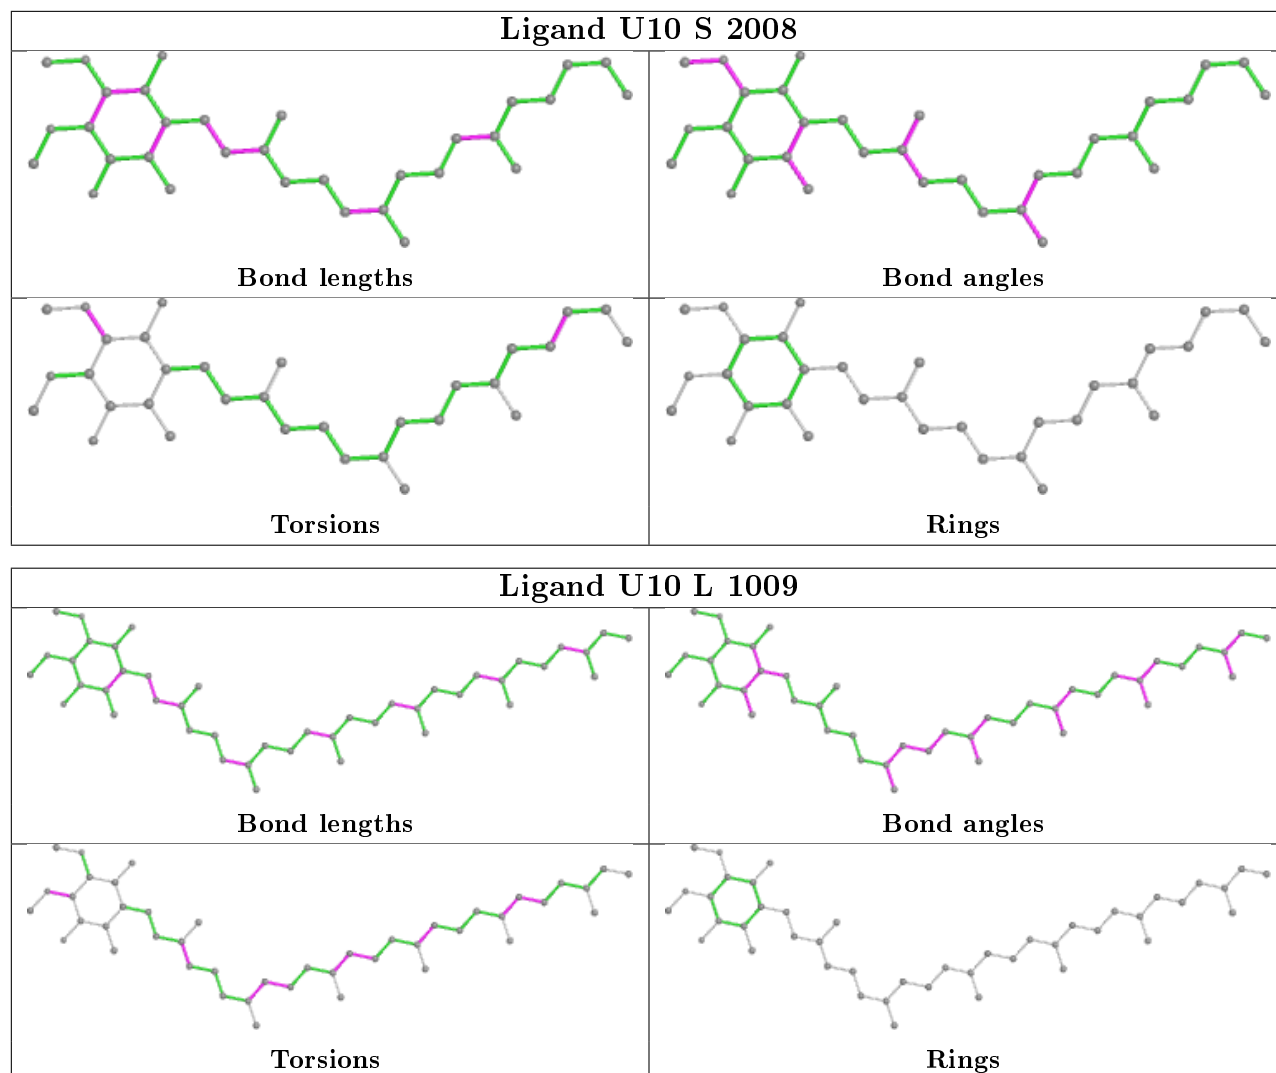 Ligand U10 S 2008
Bond lengths
Bond angles
Torsions
Rings
Ligand U10 L 1009
Bond lengths
Bond angles
Torsions
Rings